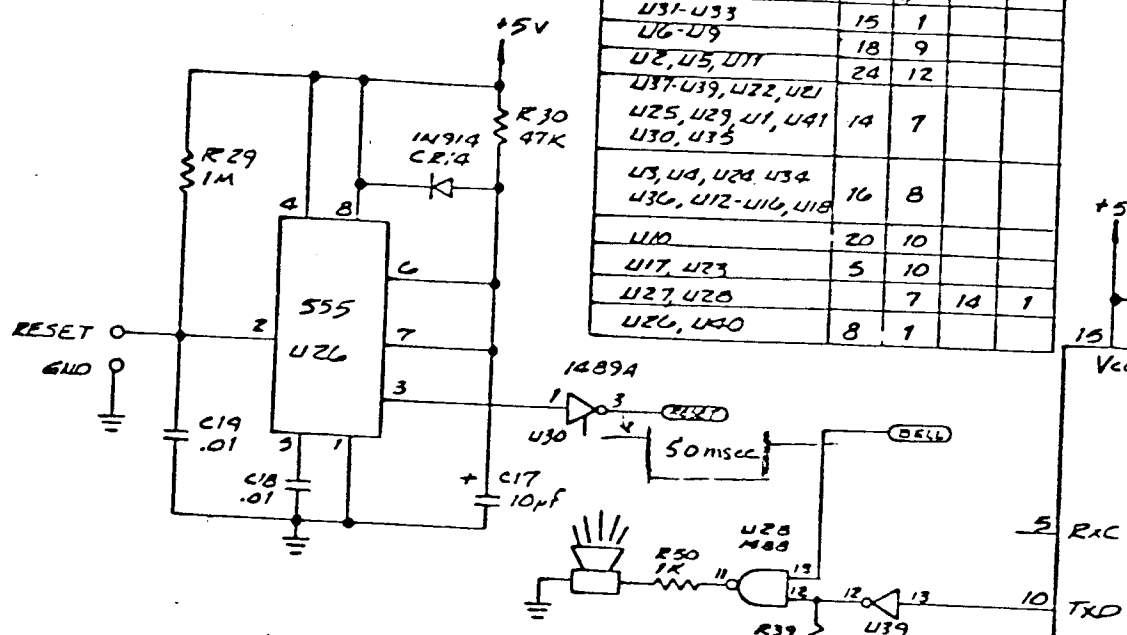 U31-U33 15 1
U6-U9 18 9
U2, U5, U11 24 12
U37-U39, U22, U21
U25, U29, U1, U41 14 7
U30, U35
U3, U4, U24, U34
U36, U12-U16, U18 16 8
U10 20 10
U17, U23 5 10
U27, U28 7 14 1
U26, U40 8 1
+5V
R30
47K
1N914
CR14
R29
1M
4 8
6
555
U26
7
3
RESET
2
GND
C19
.01
5 1
C18
.01
+ C17
10µf
1489A
1 3
U30
RESET
50 msec
BELL
U28
M88
R50
1K
11 13
12
12 13
R39
U39
+5
15
Vcc
5 RxC
10 TXD